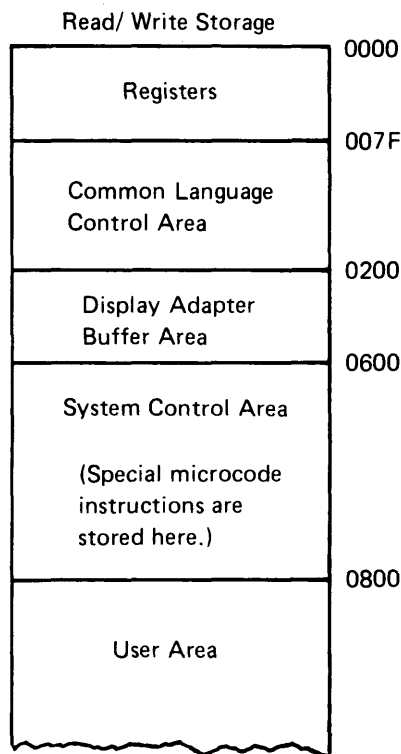 Read/ Write Storage
0000
Registers
007F
Common Language
Control Area
0200
Display Adapter
Buffer Area
0600
System Control Area
(Special microcode
instructions are
stored here.)
0800
User Area